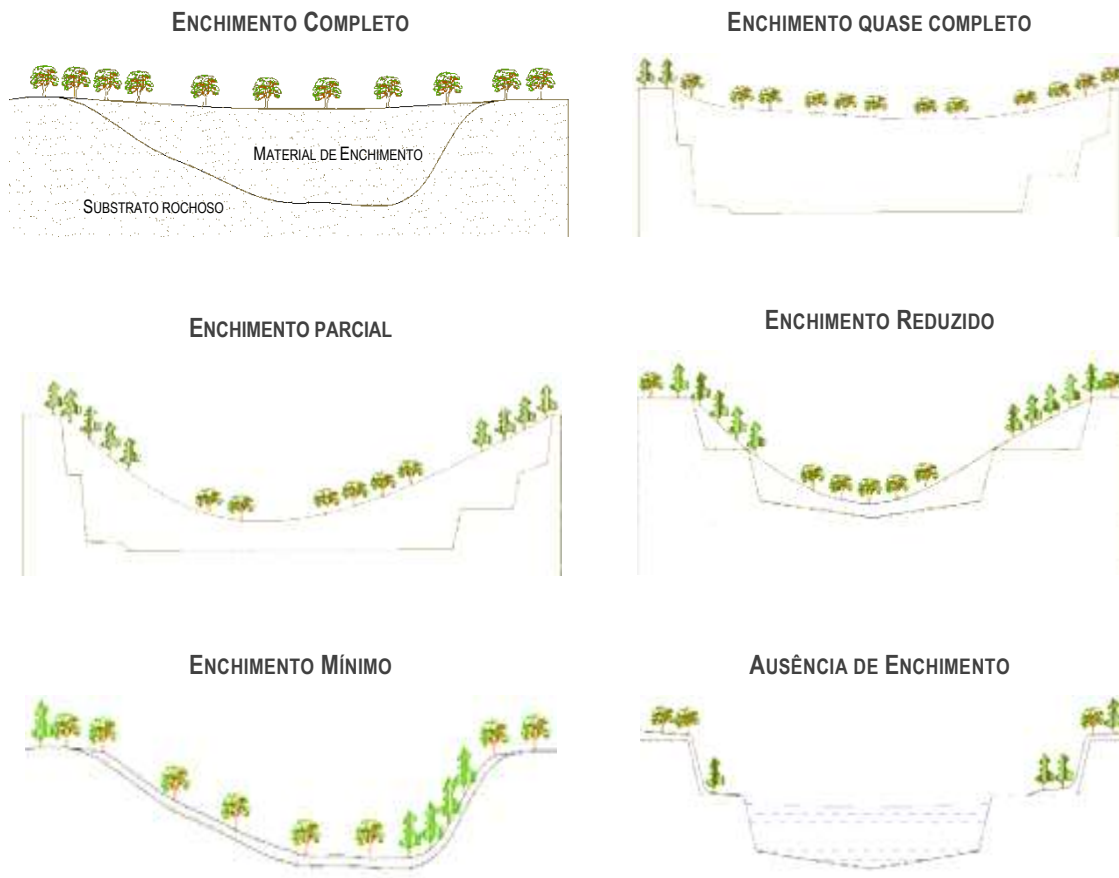 ENCHIMENTO COMPLETO
ENCHIMENTO QUASE COMPLETO
MATERIAL DE ENCHIMENTO
SUBSTRATO ROCHOSO
ENCHIMENTO PARCIAL
ENCHIMENTO REDUZIDO
ENCHIMENTO MÍNIMO
AUSÊNCIA DE ENCHIMENTO